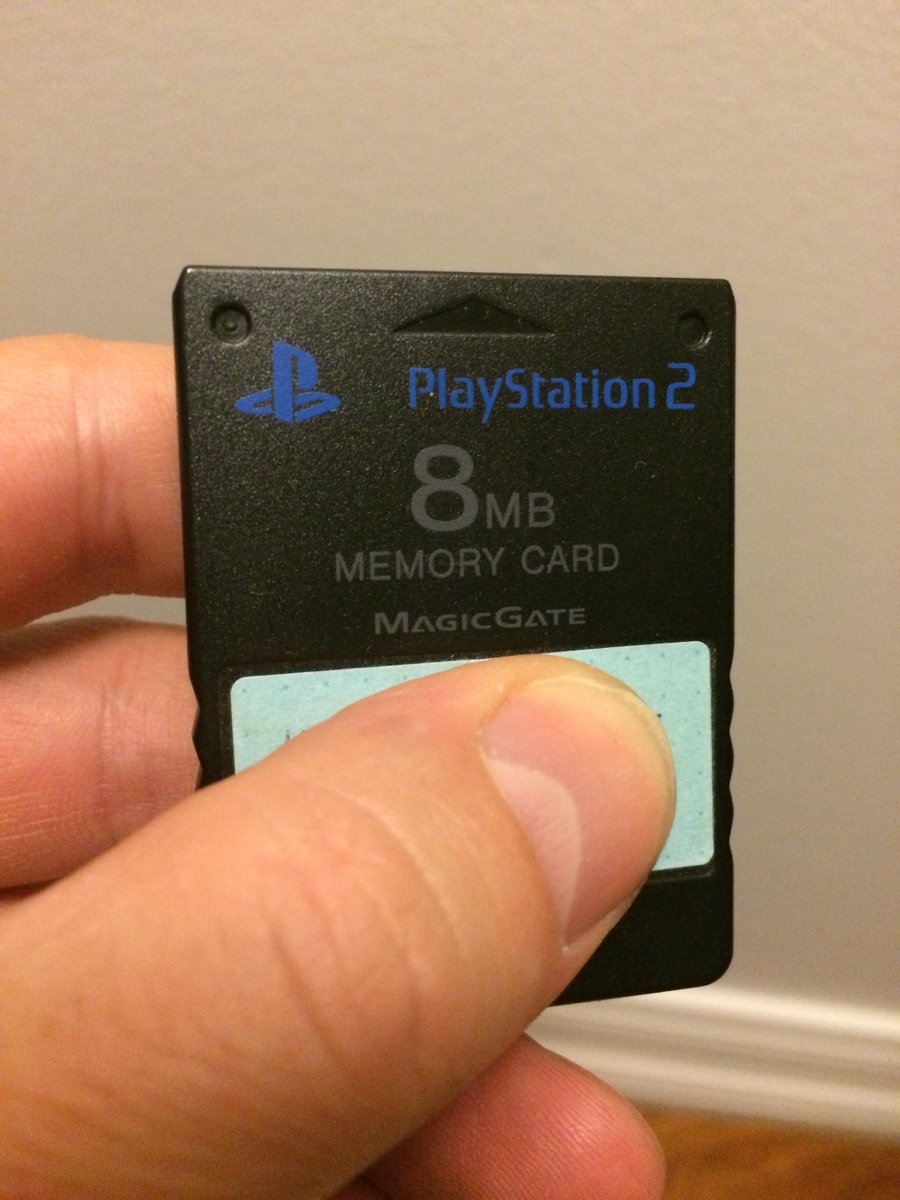 PlayStation 2
8MB
MEMORY CARD
MAGICGATE